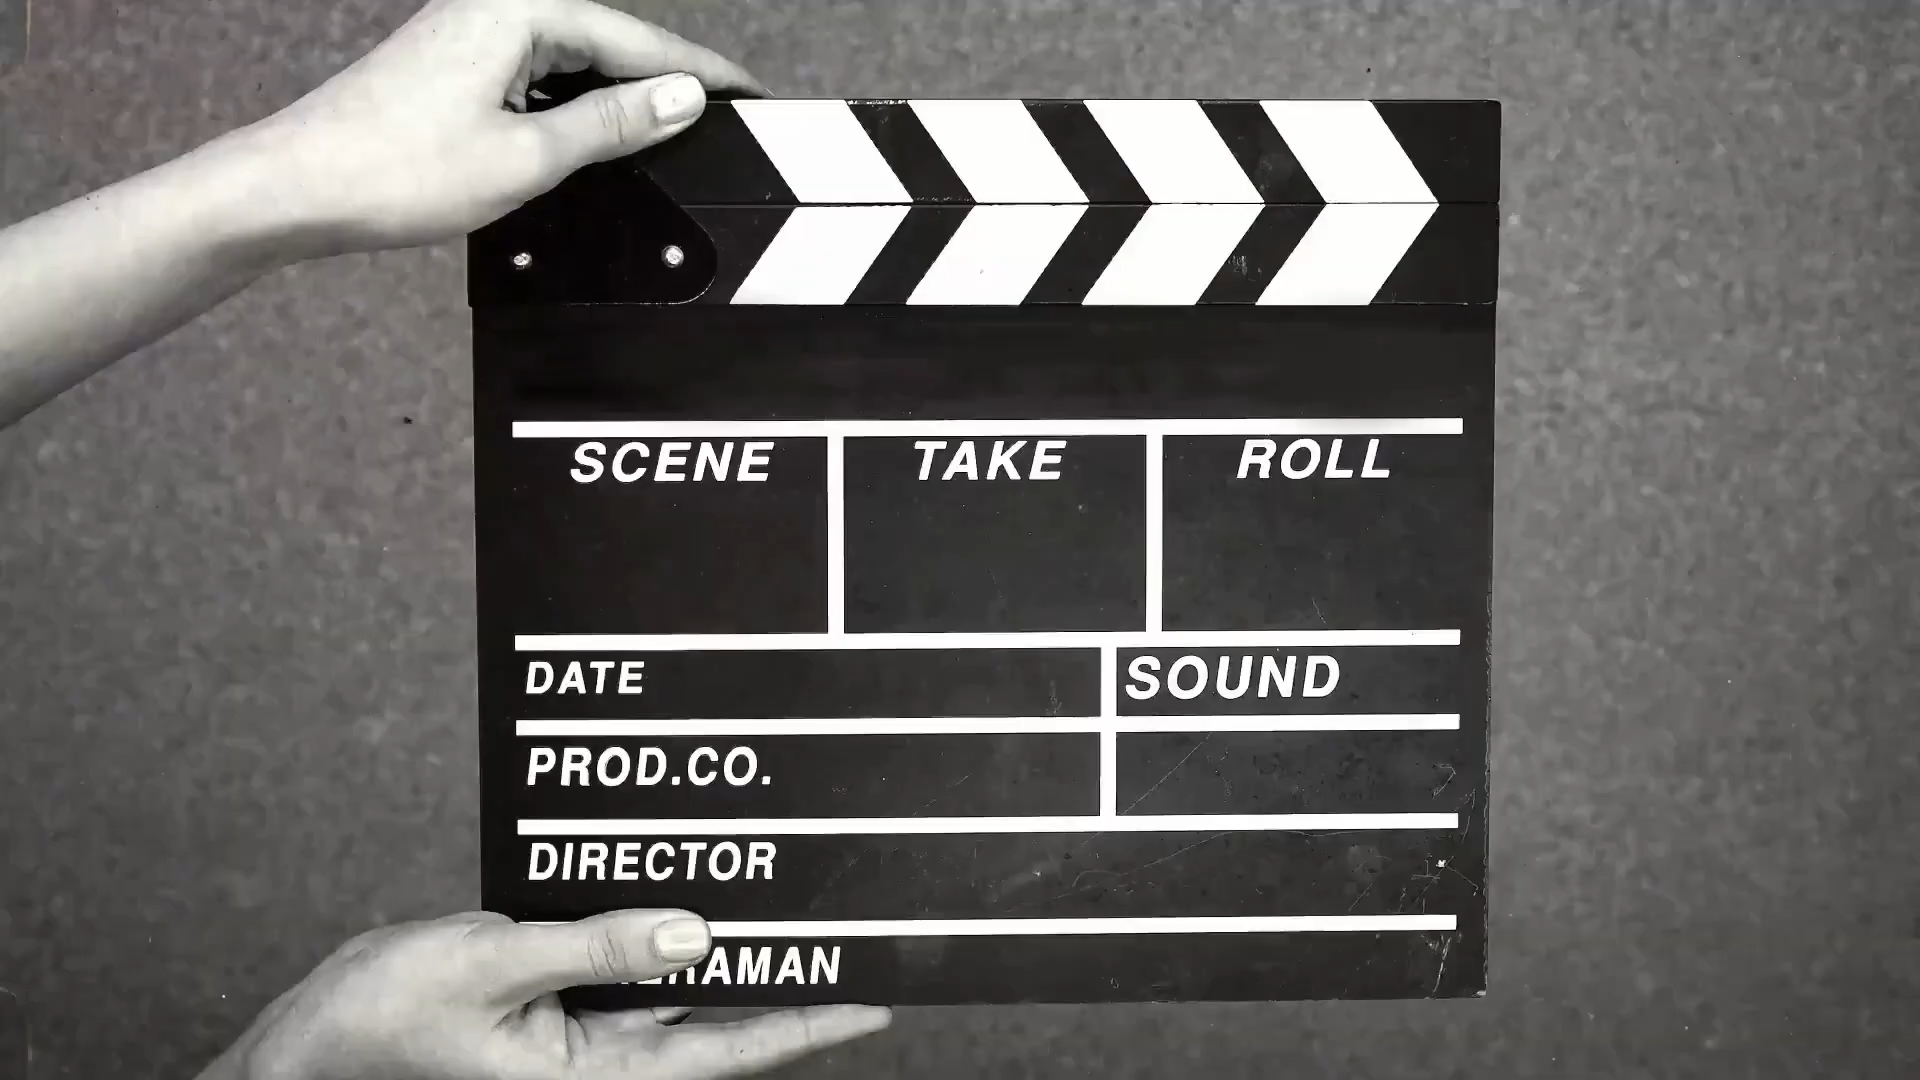 SCENE TAKE ROLL
DATE SOUND
PROD.CO.
DIRECTOR